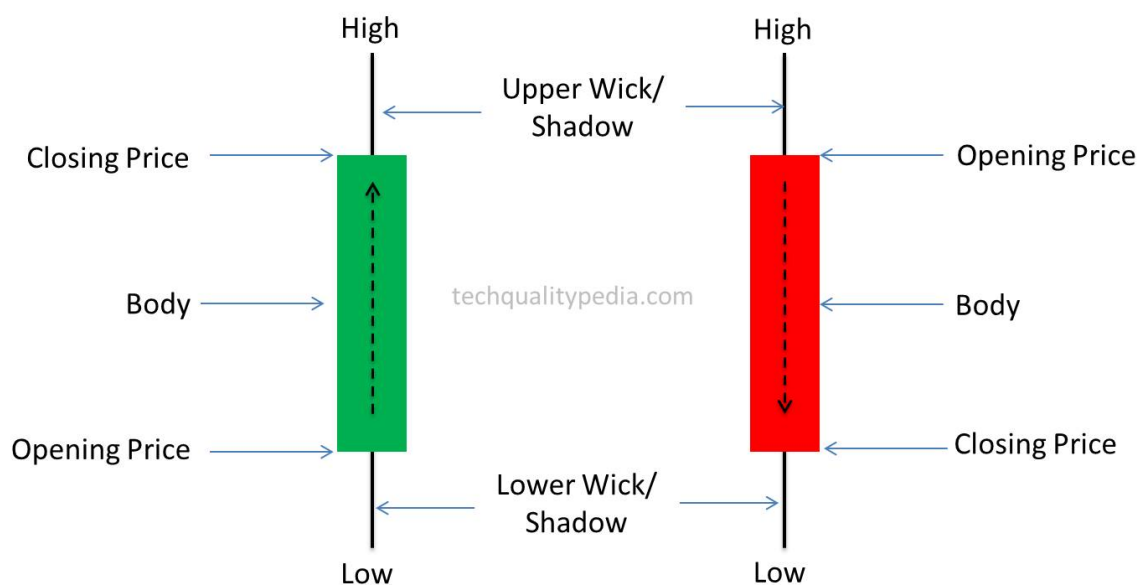 High
High
Upper Wick/
Shadow
Closing Price
Opening Price
Body
techqualitypedia.com
Body
Opening Price
Closing Price
Lower Wick/
Shadow
Low
Low